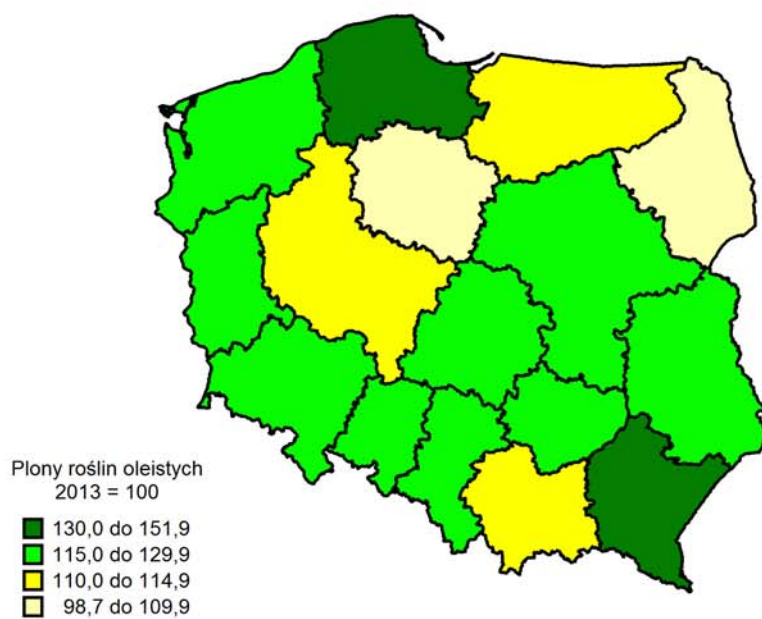 Plony roślin oleistych
2013 = 100
130,0 do 151,9
115,0 do 129,9
110,0 do 114,9
98,7 do 109,9